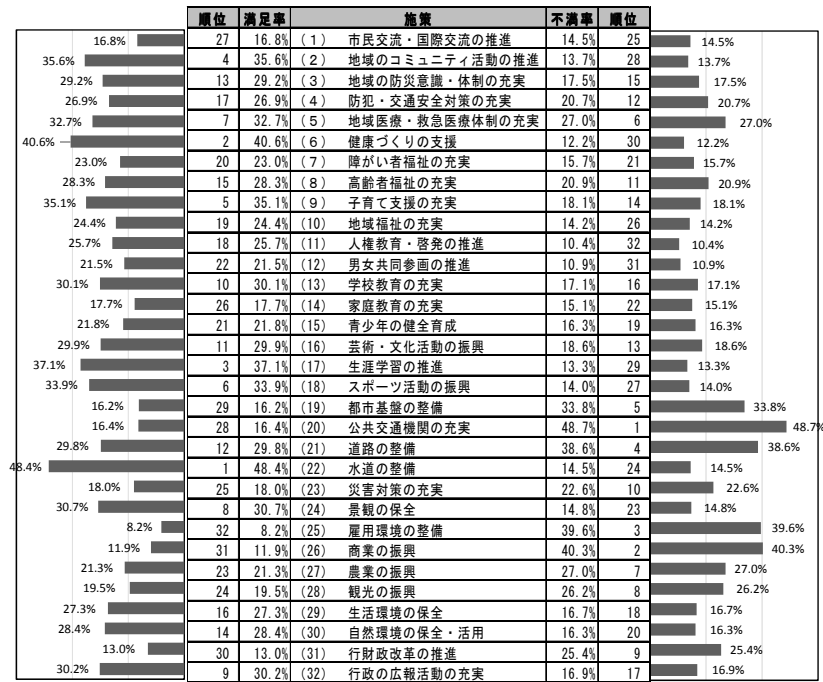 順位 満足率 施策 不満率 順位
16.8% 27 16.8% (1) 市民交流・国際交流の推進 14.5% 25 14.5%
35.6% 4 35.6% (2) 地域のコミュニティ活動の推進 13.7% 28 13.7%
29.2% 13 29.2% (3) 地域の防災意識・体制の充実 17.5% 15 17.5%
26.9% 17 26.9% (4) 防犯・交通安全対策の充実 20.7% 12 20.7%
32.7% 7 32.7% (5) 地域医療・救急医療体制の充実 27.0% 6 27.0%
40.6% 2 40.6% (6) 健康づくりの支援 12.2% 30 12.2%
23.0% 20 23.0% (7) 障がい者福祉の充実 15.7% 21 15.7%
28.3% 15 28.3% (8) 高齢者福祉の充実 20.9% 11 20.9%
35.1% 5 35.1% (9) 子育て支援の充実 18.1% 14 18.1%
24.4% 19 24.4% (10) 地域福祉の充実 14.2% 26 14.2%
25.7% 18 25.7% (11) 人権教育・啓発の推進 10.4% 32 10.4%
21.5% 22 21.5% (12) 男女共同参画の推進 10.9% 31 10.9%
30.1% 10 30.1% (13) 学校教育の充実 17.1% 16 17.1%
17.7% 26 17.7% (14) 家庭教育の充実 15.1% 22 15.1%
21.8% 21 21.8% (15) 青少年の健全育成 16.3% 19 16.3%
29.9% 11 29.9% (16) 芸術・文化活動の振興 18.6% 13 18.6%
37.1% 3 37.1% (17) 生涯学習の推進 13.3% 29 13.3%
33.9% 6 33.9% (18) スポーツ活動の振興 14.0% 27 14.0%
16.2% 29 16.2% (19) 都市基盤の整備 33.8% 5 33.8%
16.4% 28 16.4% (20) 公共交通機関の充実 48.7% 1 48.7%
29.8% 12 29.8% (21) 道路の整備 38.6% 4 38.6%
48.4% 1 48.4% (22) 水道の整備 14.5% 24 14.5%
18.0% 25 18.0% (23) 災害対策の充実 22.6% 10 22.6%
30.7% 8 30.7% (24) 景観の保全 14.8% 23 14.8%
8.2% 32 8.2% (25) 雇用環境の整備 39.6% 3 39.6%
11.9% 31 11.9% (26) 商業の振興 40.3% 2 40.3%
21.3% 23 21.3% (27) 農業の振興 27.0% 7 27.0%
19.5% 24 19.5% (28) 観光の振興 26.2% 8 26.2%
27.3% 16 27.3% (29) 生活環境の保全 16.7% 18 16.7%
28.4% 14 28.4% (30) 自然環境の保全・活用 16.3% 20 16.3%
13.0% 30 13.0% (31) 行財政改革の推進 25.4% 9 25.4%
30.2% 9 30.2% (32) 行政の広報活動の充実 16.9% 17 16.9%